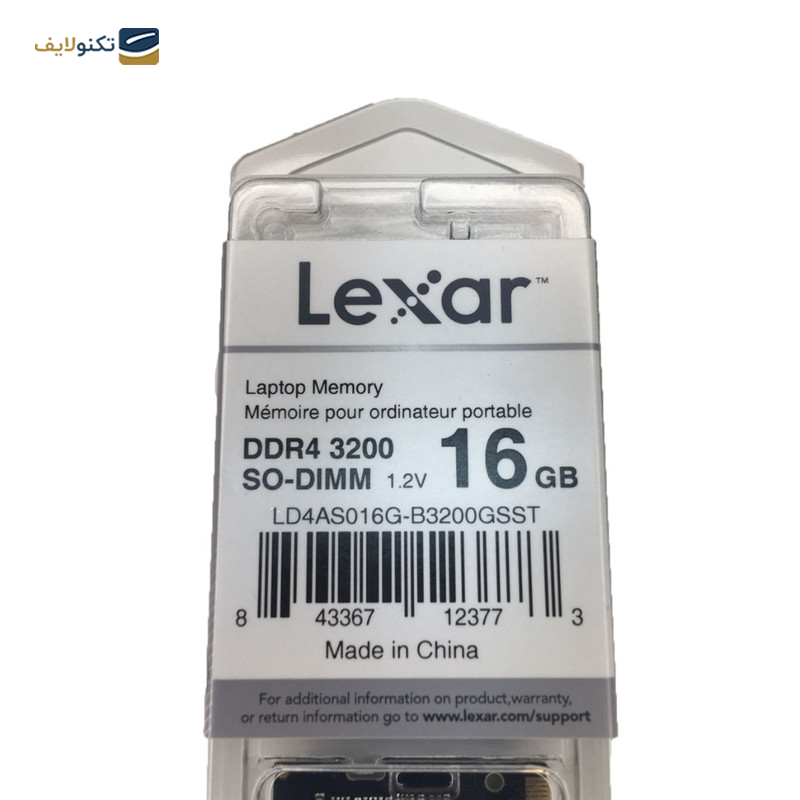 تکنولایف
Lexar™
Laptop Memory
Mémoire pour ordinateur portable
DDR4 3200
SO-DIMM 1.2V 16 GB
LD4AS016G-B3200GSST
8 43367 12377 3
Made in China
For additional information on product,warranty,
or return information go to www.lexar.com/support